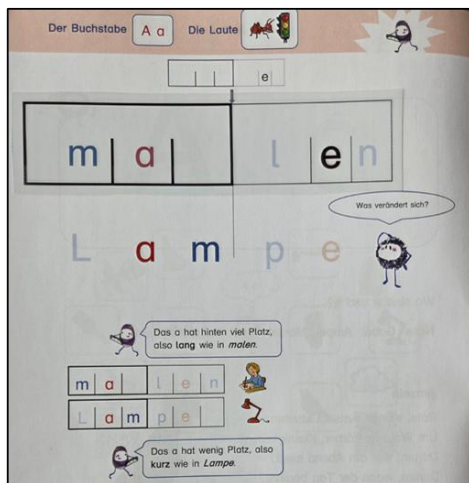 Der Buchstabe A a Die Laute
e
m a l e n
Was verändert sich?
L a m p e
Das a hat hinten viel Platz,
also lang wie in malen.
m a l e n
L a m p e
Das a hat wenig Platz, also
kurz wie in Lampe.